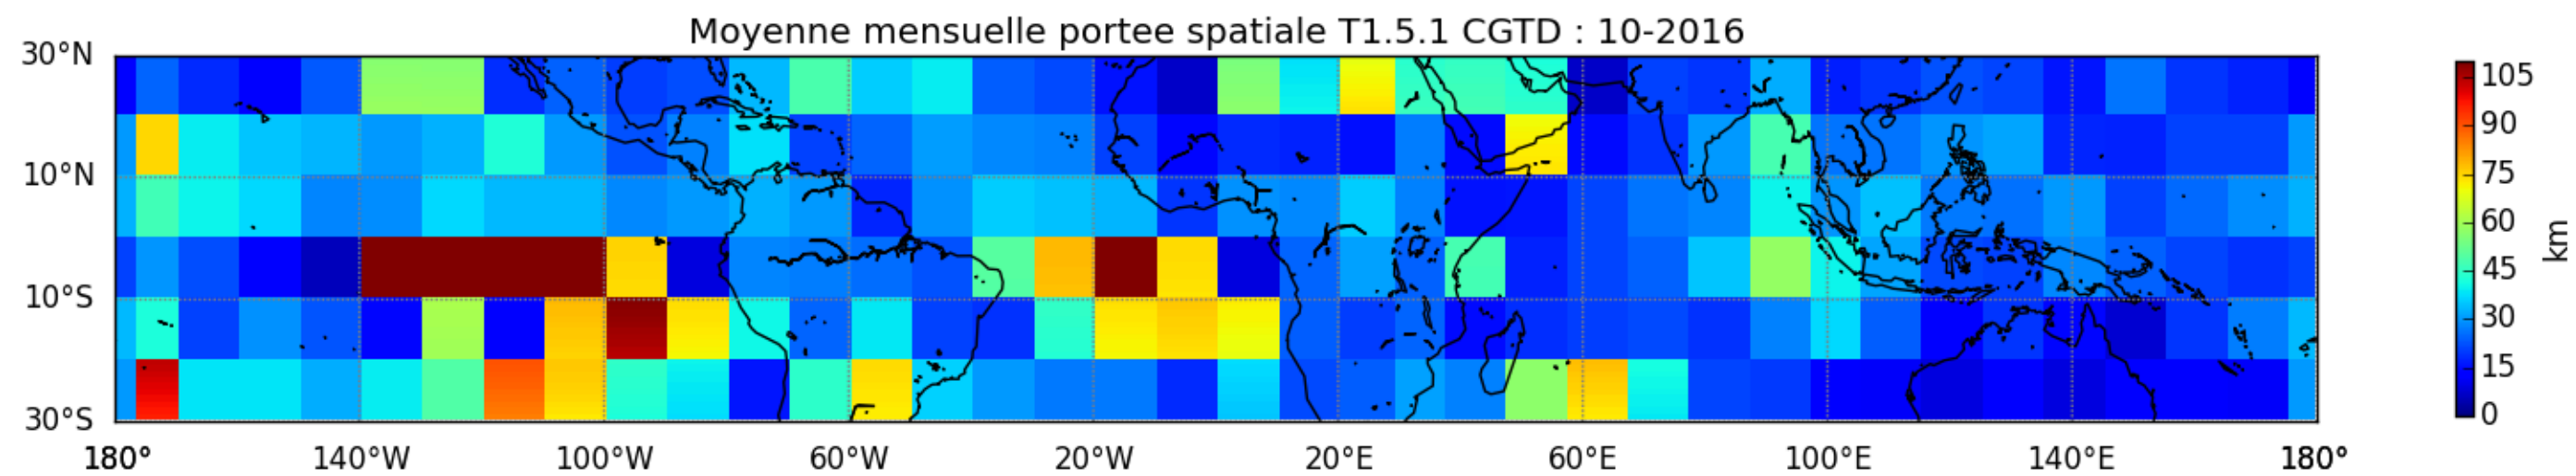 Moyenne mensuelle portee spatiale T1.5.1 CGTD : 10-2016
30°N
10°N
10°S
30°S
180° 140°W 100°W 60°W 20°W 20°E 60°E 100°E 140°E 180°
105
90
75
60
45
30
15
0
km